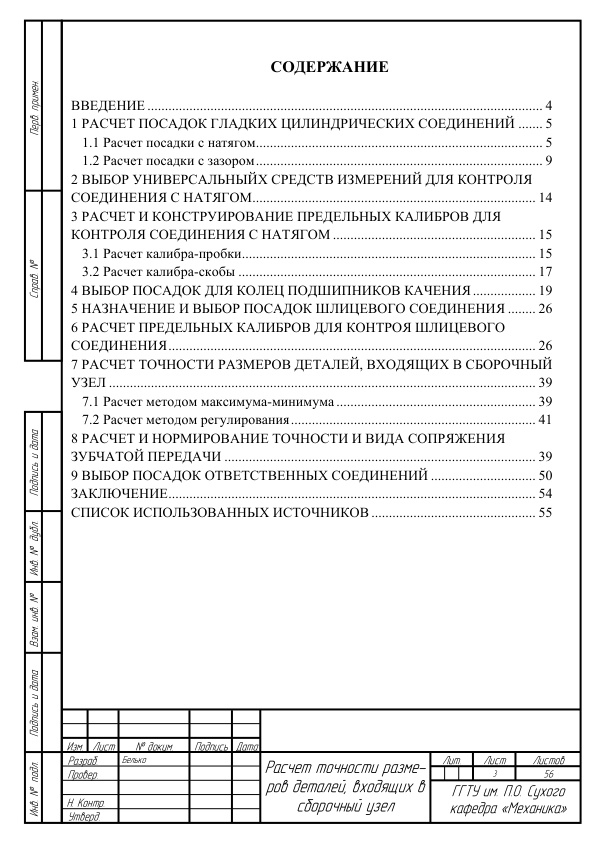 СОДЕРЖАНИЕ
ВВЕДЕНИЕ ... 4
1 РАСЧЕТ ПОСАДОК ГЛАДКИХ ЦИЛИНДРИЧЕСКИХ СОЕДИНЕНИЙ ... 5
1.1 Расчет посадки с натягом ... 5
1.2 Расчет посадки с зазором ... 9
2 ВЫБОР УНИВЕРСАЛЬНЫЙХ СРЕДСТВ ИЗМЕРЕНИЙ ДЛЯ КОНТРОЛЯ
СОЕДИНЕНИЯ С НАТЯГОМ ... 14
3 РАСЧЕТ И КОНСТРУИРОВАНИЕ ПРЕДЕЛЬНЫХ КАЛИБРОВ ДЛЯ
КОНТРОЛЯ СОЕДИНЕНИЯ С НАТЯГОМ ... 15
3.1 Расчет калибра-пробки ... 15
3.2 Расчет калибра-скобы ... 17
4 ВЫБОР ПОСАДОК ДЛЯ КОЛЕЦ ПОДШИПНИКОВ КАЧЕНИЯ ... 19
5 НАЗНАЧЕНИЕ И ВЫБОР ПОСАДОК ШЛИЦЕВОГО СОЕДИНЕНИЯ ... 26
6 РАСЧЕТ ПРЕДЕЛЬНЫХ КАЛИБРОВ ДЛЯ КОНТРОЯ ШЛИЦЕВОГО
СОЕДИНЕНИЯ ... 26
7 РАСЧЕТ ТОЧНОСТИ РАЗМЕРОВ ДЕТАЛЕЙ, ВХОДЯЩИХ В СБОРОЧНЫЙ
УЗЕЛ ... 39
7.1 Расчет методом максимума-минимума ... 39
7.2 Расчет методом регулирования ... 41
8 РАСЧЕТ И НОРМИРОВАНИЕ ТОЧНОСТИ И ВИДА СОПРЯЖЕНИЯ
ЗУБЧАТОЙ ПЕРЕДАЧИ ... 39
9 ВЫБОР ПОСАДОК ОТВЕТСТВЕННЫХ СОЕДИНЕНИЙ ... 50
ЗАКЛЮЧЕНИЕ ... 54
СПИСОК ИСПОЛЬЗОВАННЫХ ИСТОЧНИКОВ ... 55
Перв примен
Справ №
Подпись и дата
Инв № дубл
Взам инв №
Подпись и дата
Инв № подл
Изм Лист № доким Подпись Дата
Разраб Белько
Провер
Н. Контр
Утверд.
Расчет точности разме-
ров деталей, входящих в
сборочный узел
Лит Лист Листов
3 56
ГГТУ им. П.О. Сухого
кафедра «Механика»